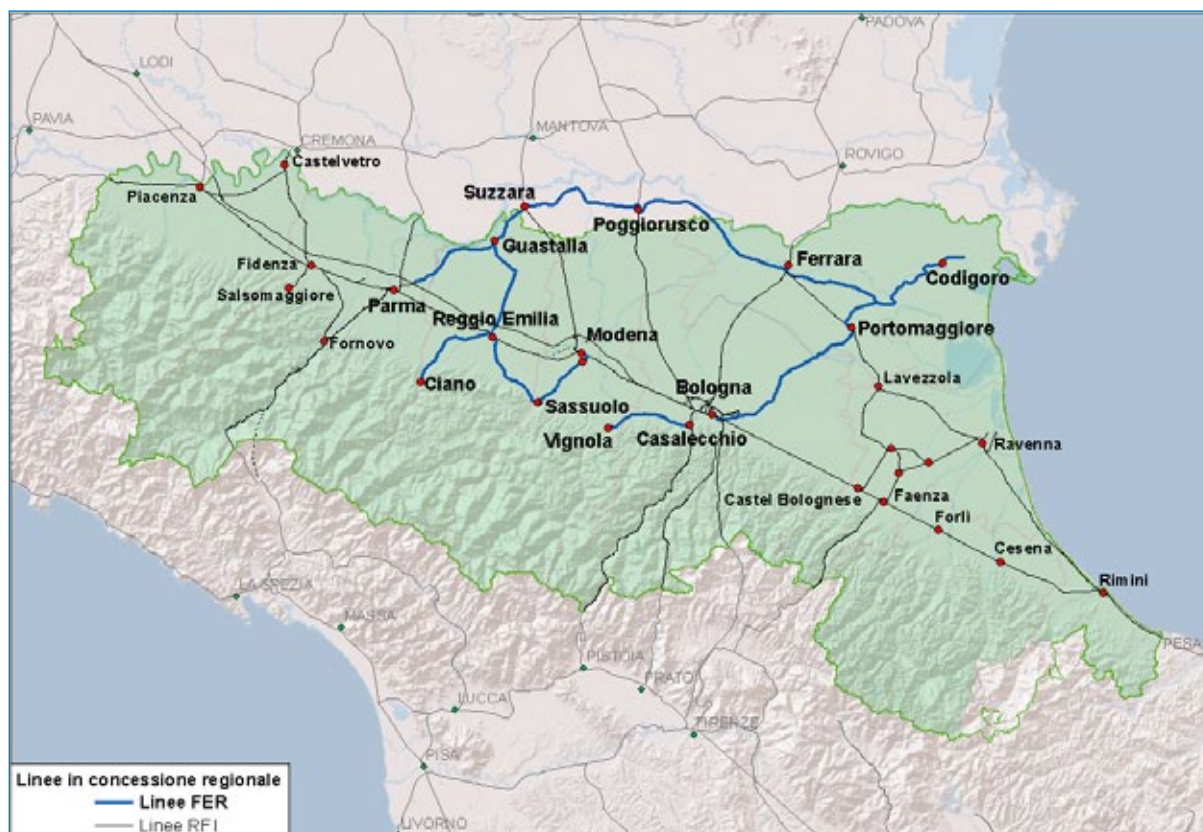 PADOVA
LODI
PAVIA
CREMONA
MANTOVA
ROVIGO
Castelvetro
Piacenza
Suzzara
Poggiorusco
Guastalla
Ferrara
Codigoro
Fidenza
Salsomaggiore
Parma
Reggio Emilia
Portomaggiore
Fornovo
Modena
Ciano
Lavezzola
Bologna
Sassuolo
Vignola
Casalecchio
Ravenna
Castel Bolognese
Faenza
Forlì
Cesena
Rimini
LA SPEZIA
MASSA
PESA
PISTOIA
PRATO
LUCCA
FIRENZE
PISA
LIVORNO
Linee in concessione regionale
Linee FER
Linee RFI